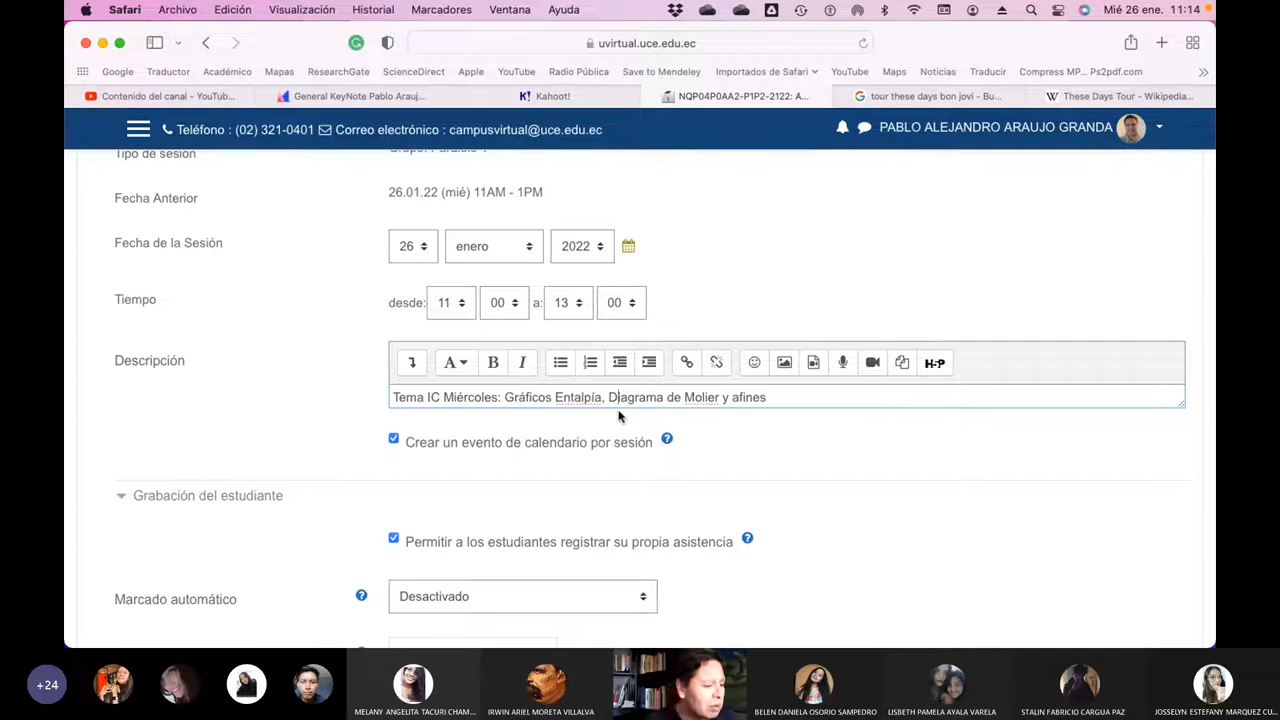 Safari Archivo Edición Visualización Historial Marcadores Ventana Ayuda Mié 26 ene. 11:14
uvirtual.uce.edu.ec
Google Traductor Académico Mapas ResearchGate ScienceDirect Apple YouTube Radio Pública Save to Mendeley Importados de Safari YouTube Maps Noticias Traducir Compress MP... Ps2pdf.com
Contenido del canal - YouTub... General KeyNote Pablo Arauj... Kahoot! NQP04P0AA2-P1P2-2122: A... tour these days bon jovi - Bu... These Days Tour - Wikipedia...
Teléfono : (02) 321-0401 Correo electrónico : campusvirtual@uce.edu.ec PABLO ALEJANDRO ARAUJO GRANDA
Tipo de sesión
Fecha Anterior 26.01.22 (mié) 11AM - 1PM
Fecha de la Sesión 26 enero 2022
Tiempo desde: 11 00 a: 13 00
Descripción
A B I H-P
Tema IC Miércoles: Gráficos Entalpía, Diagrama de Molier y afines
Crear un evento de calendario por sesión
Grabación del estudiante
Permitir a los estudiantes registrar su propia asistencia
Marcado automático Desactivado
+24
MELANY ANGELITA TACURI CHAM... IRWIN ARIEL MORETA VILLALVA BELEN DANIELA OSORIO SAMPEDRO LISBETH PAMELA AYALA VARELA STALIN FABRICIO CARGUA PAZ JOSSELYN ESTEFANY MARQUEZ CU...